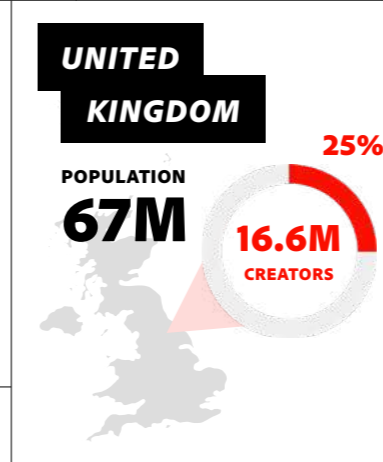 UNITED
KINGDOM
POPULATION
67M
25%
16.6M
CREATORS